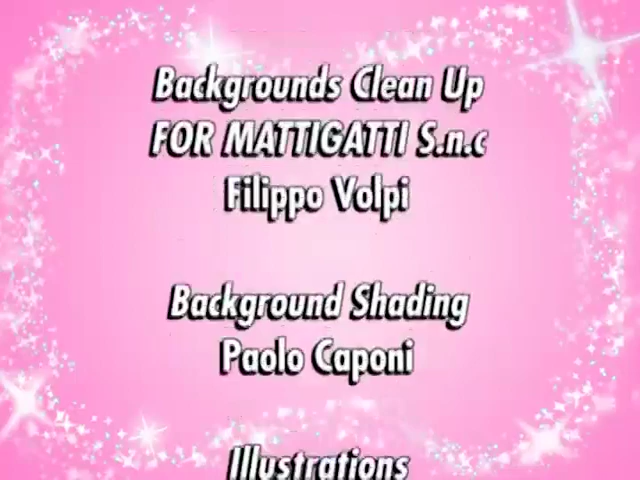 Backgrounds Clean Up
FOR MATTIGATTI S.n.c
Filippo Volpi
Background Shading
Paolo Caponi
Illustrations